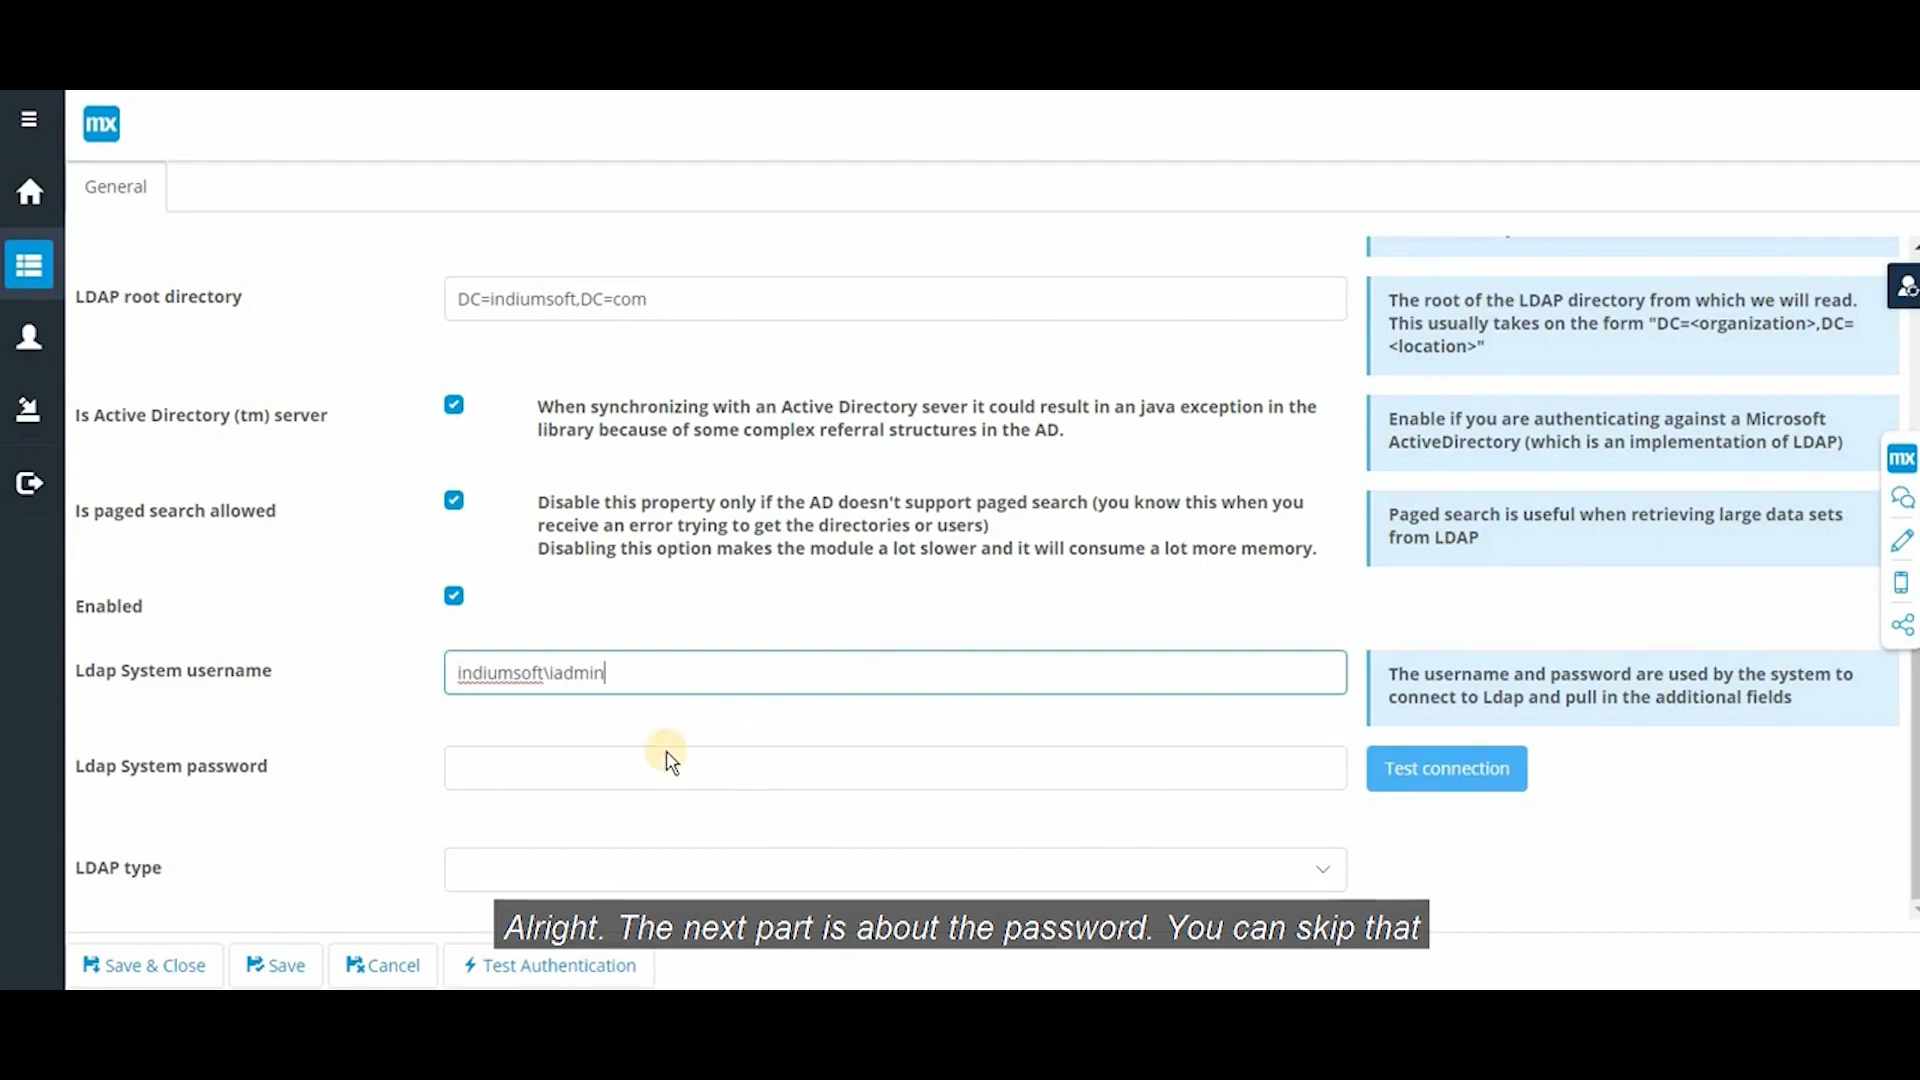 mx
General
LDAP root directory
DC=indiumsoft,DC=com
The root of the LDAP directory from which we will read.
This usually takes on the form "DC=<organization>,DC=
<location>"
Is Active Directory (tm) server
When synchronizing with an Active Directory sever it could result in an java exception in the
library because of some complex referral structures in the AD.
Enable if you are authenticating against a Microsoft
ActiveDirectory (which is an implementation of LDAP)
mx
Is paged search allowed
Disable this property only if the AD doesn't support paged search (you know this when you
receive an error trying to get the directories or users)
Disabling this option makes the module a lot slower and it will consume a lot more memory.
Paged search is useful when retrieving large data sets
from LDAP
Enabled
Ldap System username
indiumsoft\iadmin
The username and password are used by the system to
connect to Ldap and pull in the additional fields
Ldap System password
Test connection
LDAP type
Alright. The next part is about the password. You can skip that
Save & Close
Save
Cancel
Test Authentication